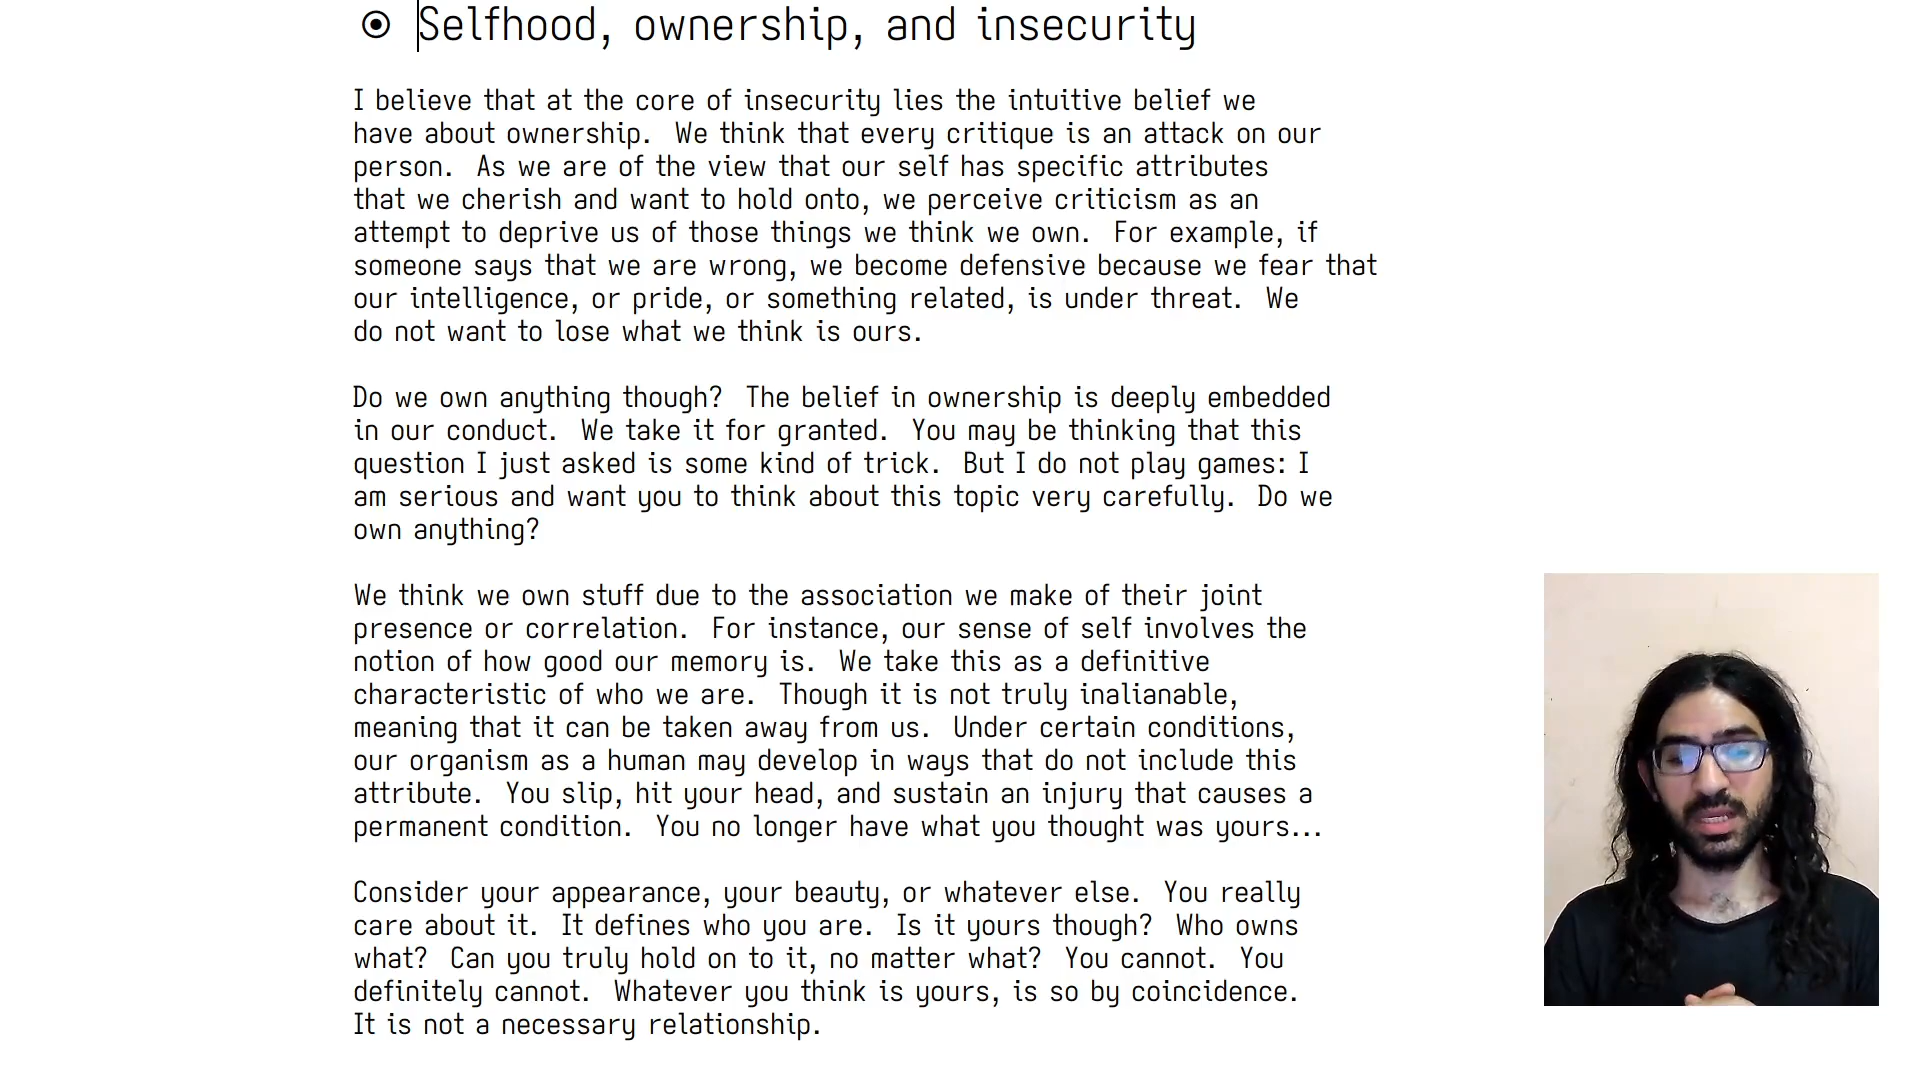 Selfhood, ownership, and insecurity
I believe that at the core of insecurity lies the intuitive belief we
have about ownership.  We think that every critique is an attack on our
person.  As we are of the view that our self has specific attributes
that we cherish and want to hold onto, we perceive criticism as an
attempt to deprive us of those things we think we own.  For example, if
someone says that we are wrong, we become defensive because we fear that
our intelligence, or pride, or something related, is under threat.  We
do not want to lose what we think is ours.
Do we own anything though?  The belief in ownership is deeply embedded
in our conduct.  We take it for granted.  You may be thinking that this
question I just asked is some kind of trick.  But I do not play games: I
am serious and want you to think about this topic very carefully.  Do we
own anything?
We think we own stuff due to the association we make of their joint
presence or correlation.  For instance, our sense of self involves the
notion of how good our memory is.  We take this as a definitive
characteristic of who we are.  Though it is not truly inalianable,
meaning that it can be taken away from us.  Under certain conditions,
our organism as a human may develop in ways that do not include this
attribute.  You slip, hit your head, and sustain an injury that causes a
permanent condition.  You no longer have what you thought was yours...
Consider your appearance, your beauty, or whatever else.  You really
care about it.  It defines who you are.  Is it yours though?  Who owns
what?  Can you truly hold on to it, no matter what?  You cannot.  You
definitely cannot.  Whatever you think is yours, is so by coincidence.
It is not a necessary relationship.